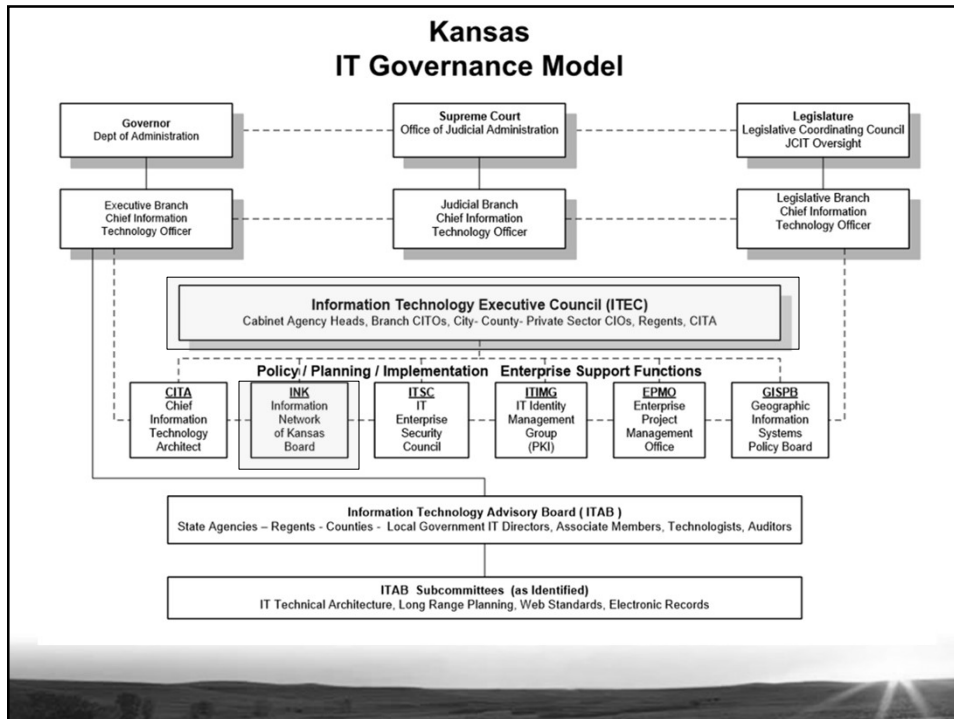 Kansas
IT Governance Model
Governor
Dept of Administration
Supreme Court
Office of Judicial Administration
Legislature
Legislative Coordinating Council
JCIT Oversight
Executive Branch
Chief Information
Technology Officer
Judicial Branch
Chief Information
Technology Officer
Legislative Branch
Chief Information
Technology Officer
Information Technology Executive Council (ITEC)
Cabinet Agency Heads, Branch CITOs, City- County- Private Sector CIOs, Regents, CITA
Policy / Planning / Implementation Enterprise Support Functions
CITA
Chief
Information
Technology
Architect
INK
Information
Network
of Kansas
Board
ITSC
IT
Enterprise
Security
Council
ITIMG
IT Identity
Management
Group
(PKI)
EPMO
Enterprise
Project
Management
Office
GISPB
Geographic
Information
Systems
Policy Board
Information Technology Advisory Board ( ITAB )
State Agencies – Regents - Counties - Local Government IT Directors, Associate Members, Technologists, Auditors
ITAB Subcommittees (as Identified)
IT Technical Architecture, Long Range Planning, Web Standards, Electronic Records